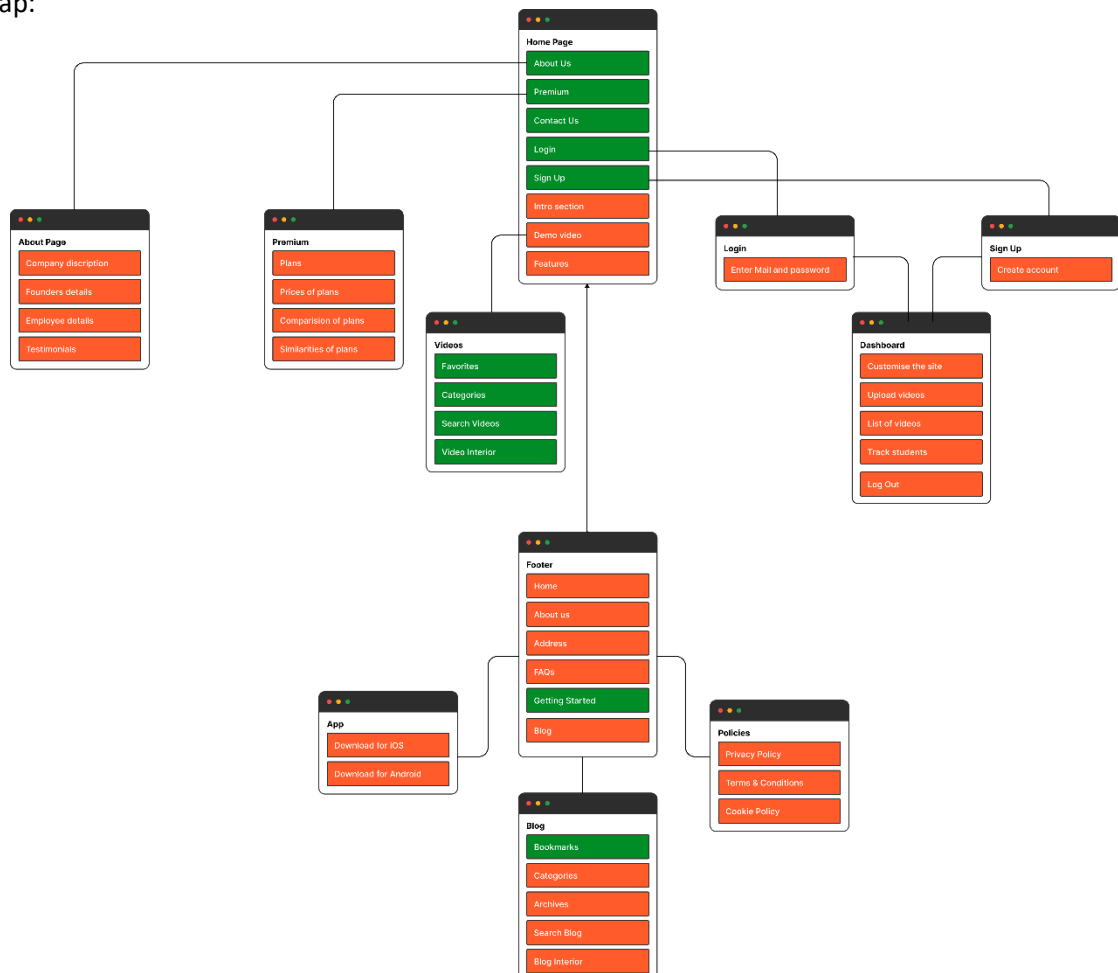 ap:
Home Page
About Us
Premium
Contact Us
Login
Sign Up
Intro section
Demo video
Features
About Page
Company discription
Founders details
Employee details
Testimonials
Premium
Plans
Prices of plans
Comparision of plans
Similarities of plans
Login
Enter Mail and password
Sign Up
Create account
Videos
Favorites
Categories
Search Videos
Video Interior
Dashboard
Customise the site
Upload videos
List of videos
Track students
Log Out
Footer
Home
About us
Address
FAQs
Getting Started
Blog
App
Download for iOS
Download for Android
Policies
Privacy Policy
Terms & Conditions
Cookie Policy
Blog
Bookmarks
Categories
Archives
Search Blog
Blog Interior